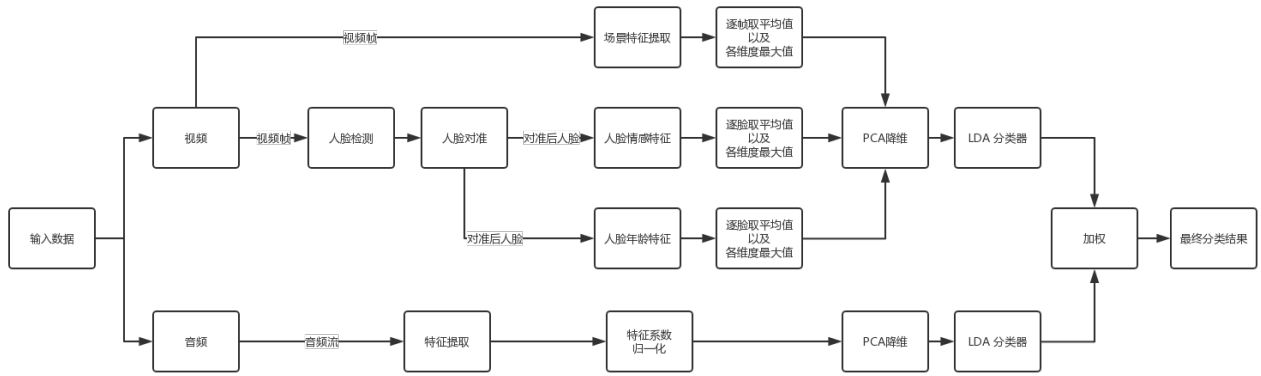 视频帧
场景特征提取
逐帧取平均值
以及
各维度最大值
视频
视频帧
人脸检测
人脸对准
对准后人脸
人脸情感特征
逐脸取平均值
以及
各维度最大值
PCA降维
LDA 分类器
输入数据
对准后人脸
人脸年龄特征
逐脸取平均值
以及
各维度最大值
加权
最终分类结果
音频
音频流
特征提取
特征系数
归一化
PCA降维
LDA 分类器